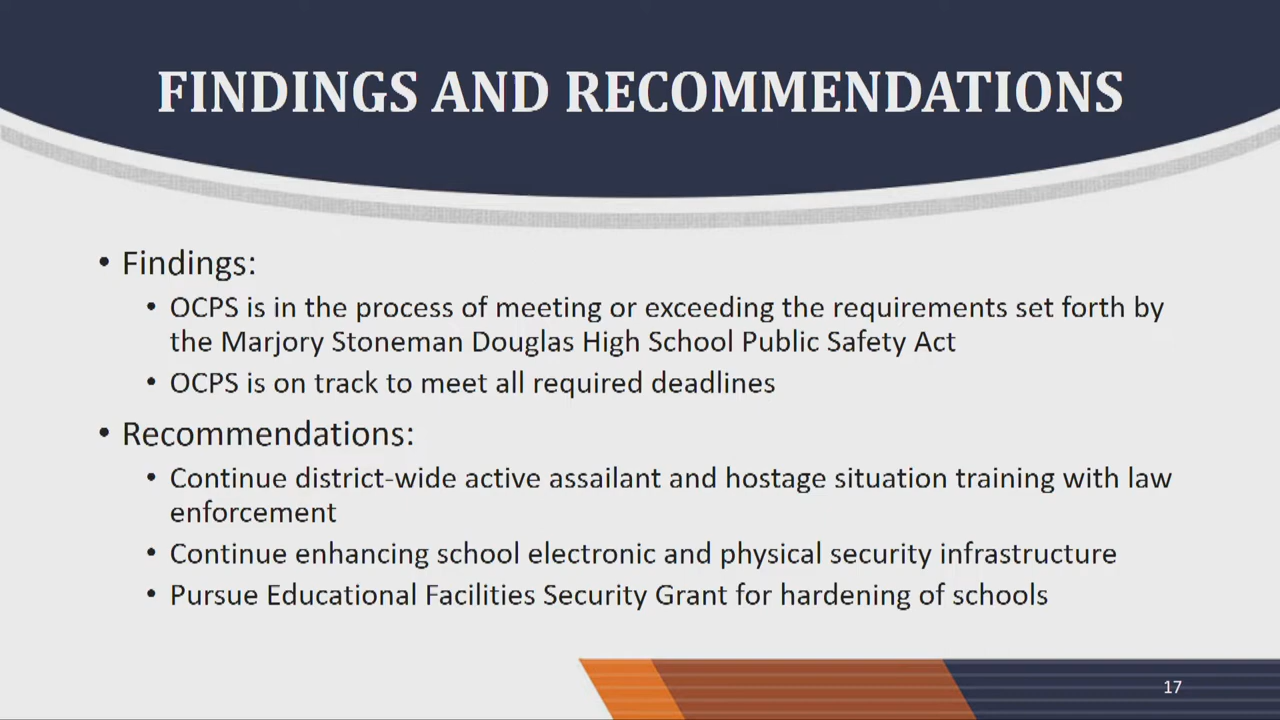 FINDINGS AND RECOMMENDATIONS
• Findings:
• OCPS is in the process of meeting or exceeding the requirements set forth by
the Marjory Stoneman Douglas High School Public Safety Act
• OCPS is on track to meet all required deadlines
• Recommendations:
• Continue district-wide active assailant and hostage situation training with law
enforcement
• Continue enhancing school electronic and physical security infrastructure
• Pursue Educational Facilities Security Grant for hardening of schools
17